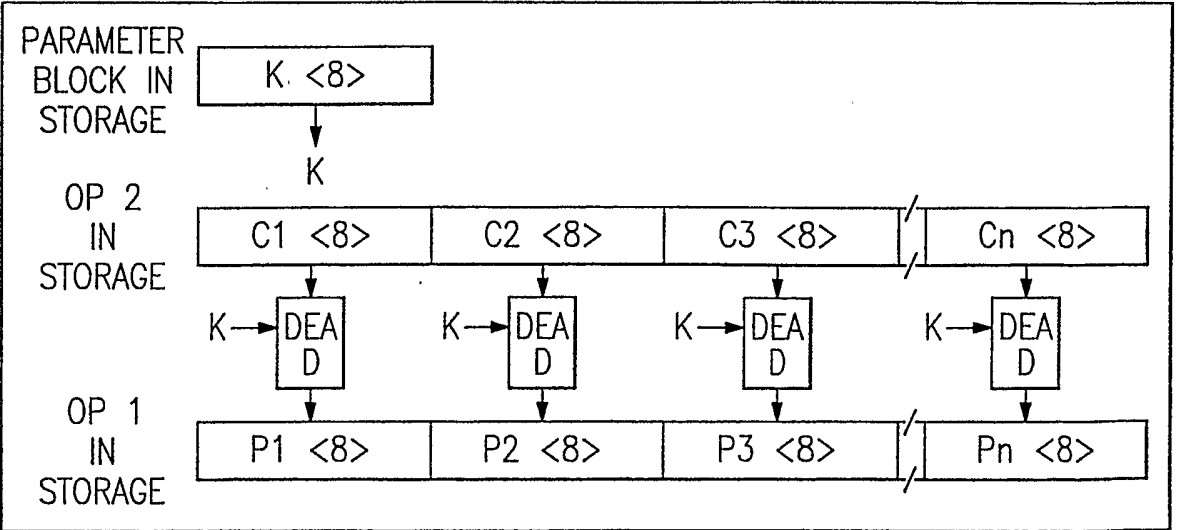 PARAMETER
BLOCK IN
STORAGE
K <8>
K
OP 2
IN
STORAGE
C1 <8> C2 <8> C3 <8> Cn <8>
K DEA K DEA K DEA K DEA
D D D D
OP 1
IN
STORAGE
P1 <8> P2 <8> P3 <8> Pn <8>